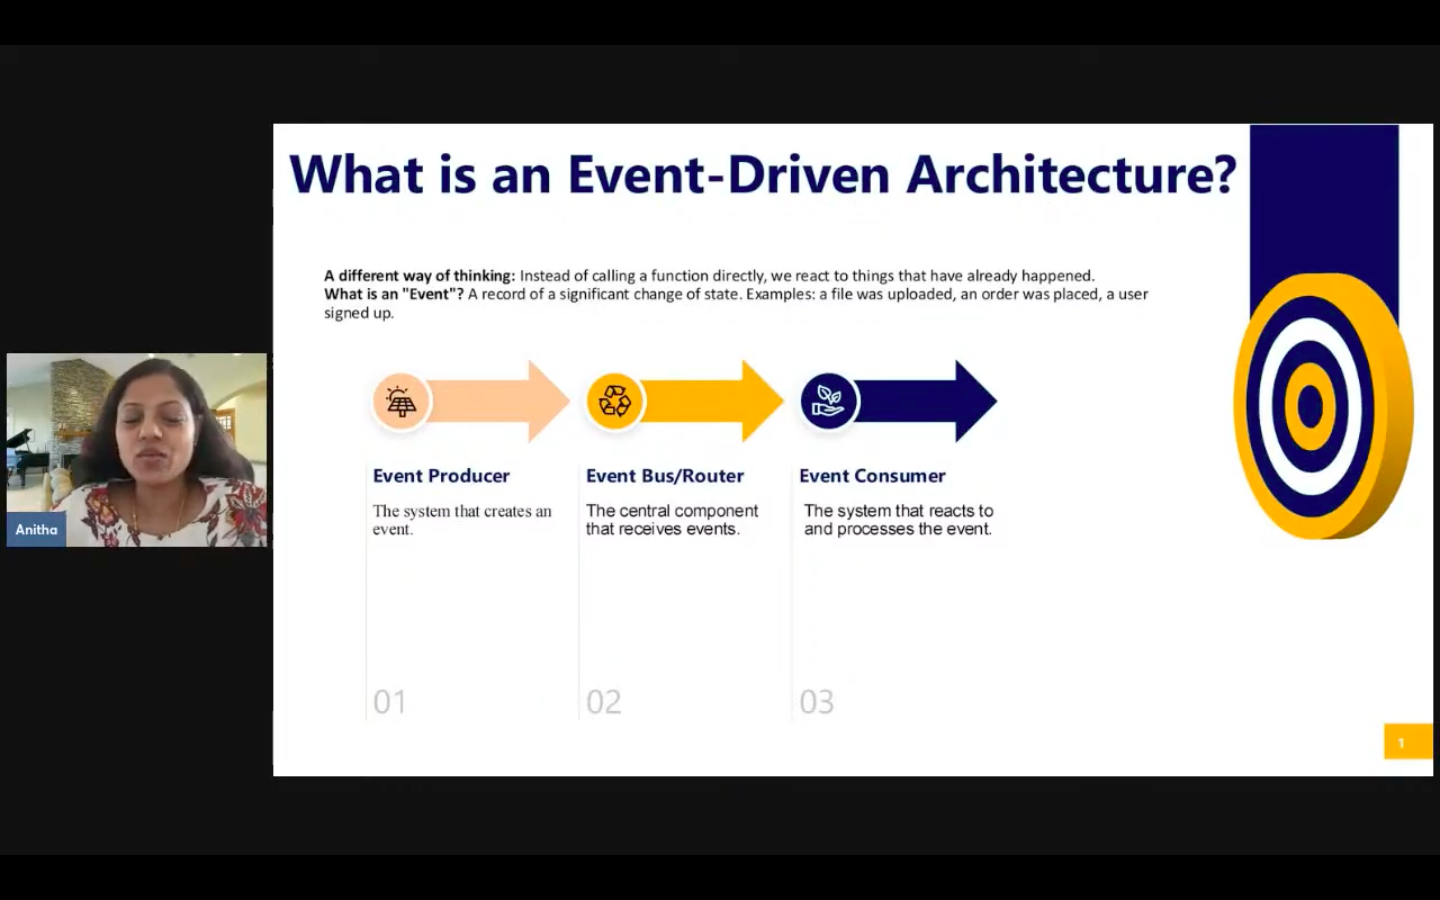 What is an Event-Driven Architecture?
A different way of thinking: Instead of calling a function directly, we react to things that have already happened.
What is an "Event"? A record of a significant change of state. Examples: a file was uploaded, an order was placed, a user
signed up.
Event Producer
The system that creates an
event.
01
Event Bus/Router
The central component
that receives events.
02
Event Consumer
The system that reacts to
and processes the event.
03
Anitha
1